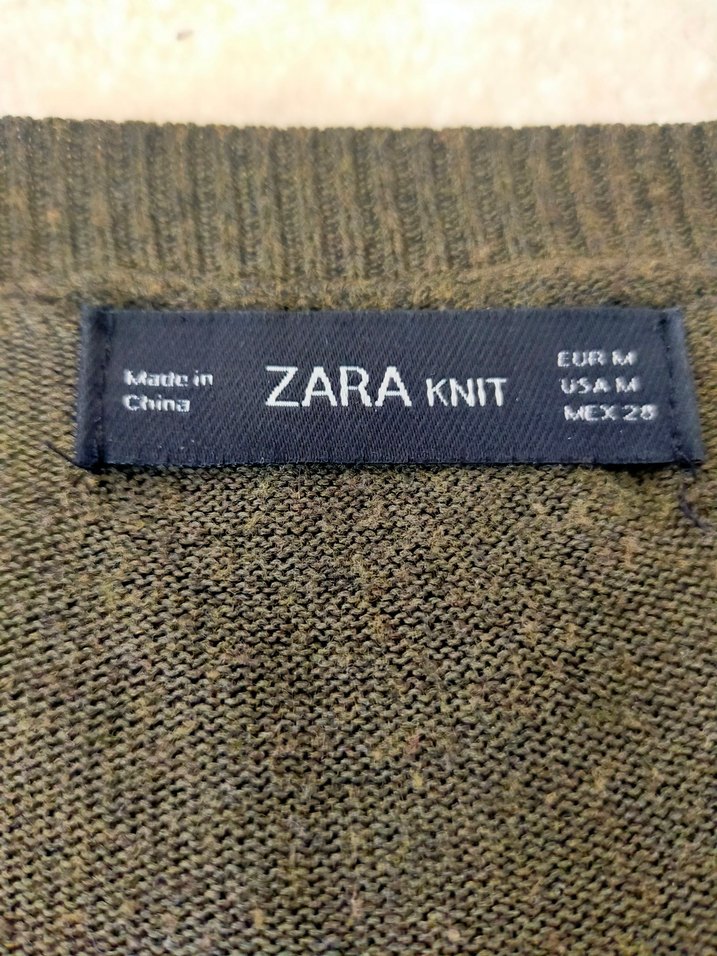 Made in
China
ZARA KNIT
EUR M
USA M
MEX 28